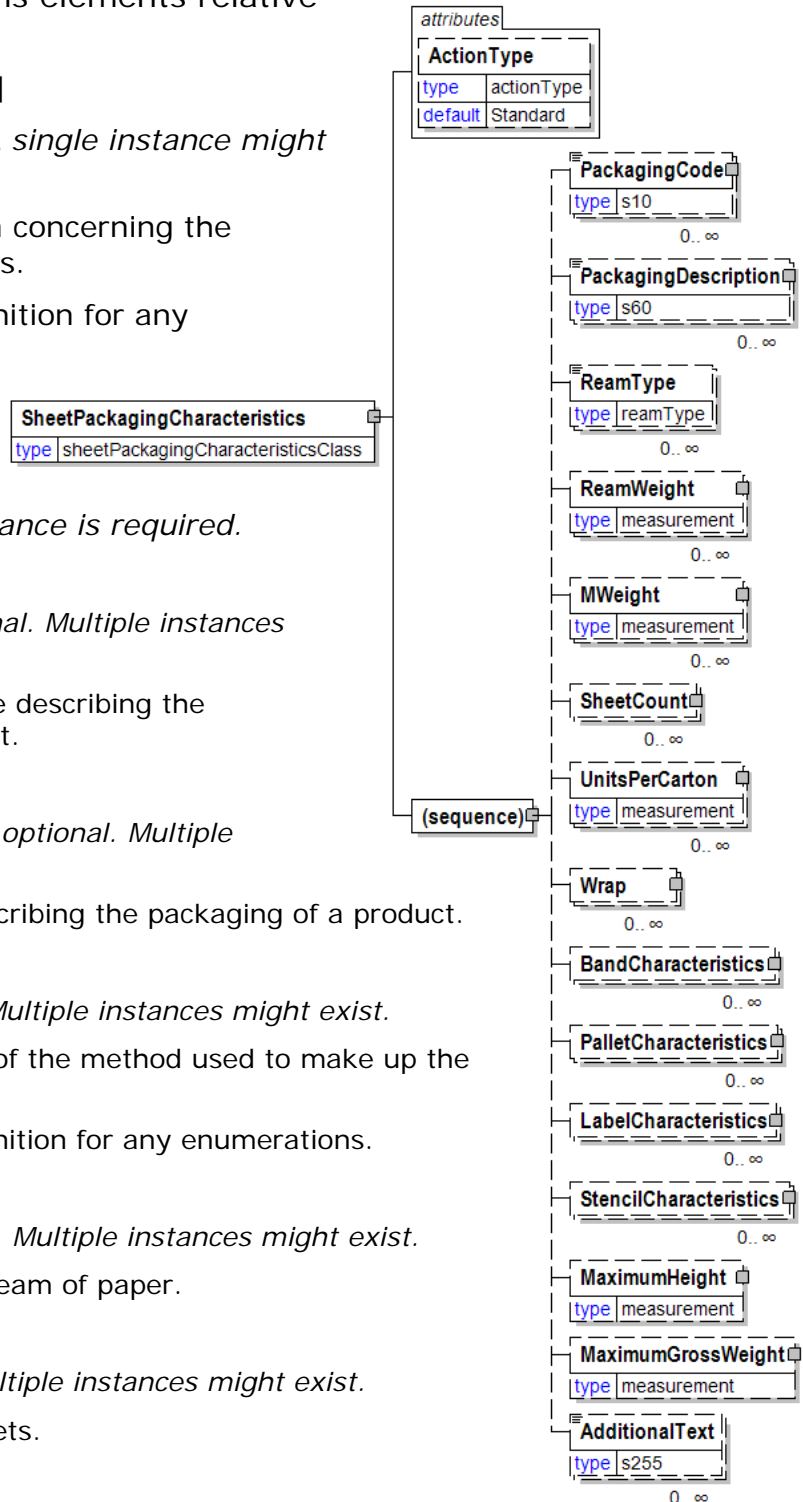 ns elements relative
single instance might
concerning the
s.
nition for any
ance is required.
nal. Multiple instances
e describing the
t.
optional. Multiple
cribing the packaging of a product.
Multiple instances might exist.
of the method used to make up the
nition for any enumerations.
Multiple instances might exist.
eam of paper.
ltiple instances might exist.
ets.
attributes
ActionType
type actionType
default Standard
SheetPackagingCharacteristics
type sheetPackagingCharacteristicsClass
(sequence)
PackagingCode
type s10
0.. ∞
PackagingDescription
type s60
0.. ∞
ReamType
type reamType
0.. ∞
ReamWeight
type measurement
0.. ∞
MWeight
type measurement
0.. ∞
SheetCount
0.. ∞
UnitsPerCarton
type measurement
0.. ∞
Wrap
0.. ∞
BandCharacteristics
0.. ∞
PalletCharacteristics
0.. ∞
LabelCharacteristics
0.. ∞
StencilCharacteristics
0.. ∞
MaximumHeight
type measurement
MaximumGrossWeight
type measurement
AdditionalText
type s255
0.. ∞